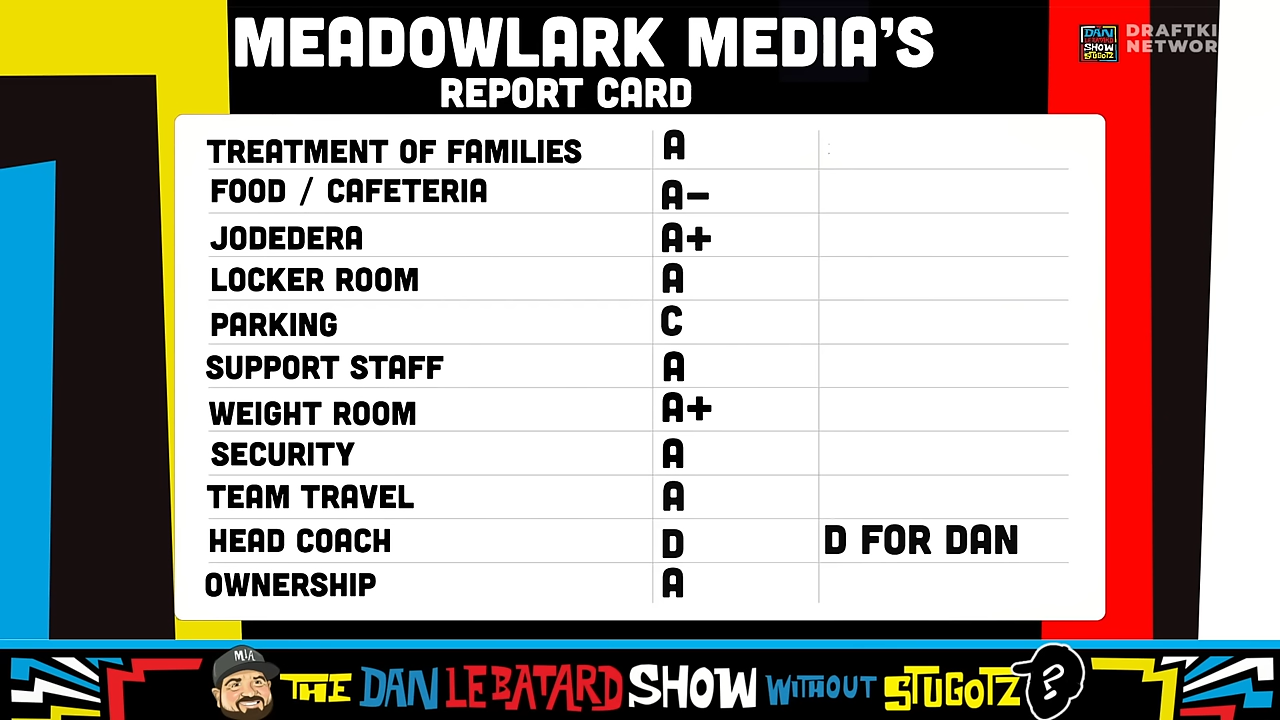 MEADOWLARK MEDIA'S
REPORT CARD
DAN
LE BATARD
SHOW
STUGOTZ
DRAFTKI
NETWOR
TREATMENT OF FAMILIES A
FOOD / CAFETERIA A-
JODEDERA A+
LOCKER ROOM A
PARKING C
SUPPORT STAFF A
WEIGHT ROOM A+
SECURITY A
TEAM TRAVEL A
HEAD COACH D D FOR DAN
OWNERSHIP A
MIA
THE DAN LE BATARD SHOW WITHOUT STUGOTZ ?